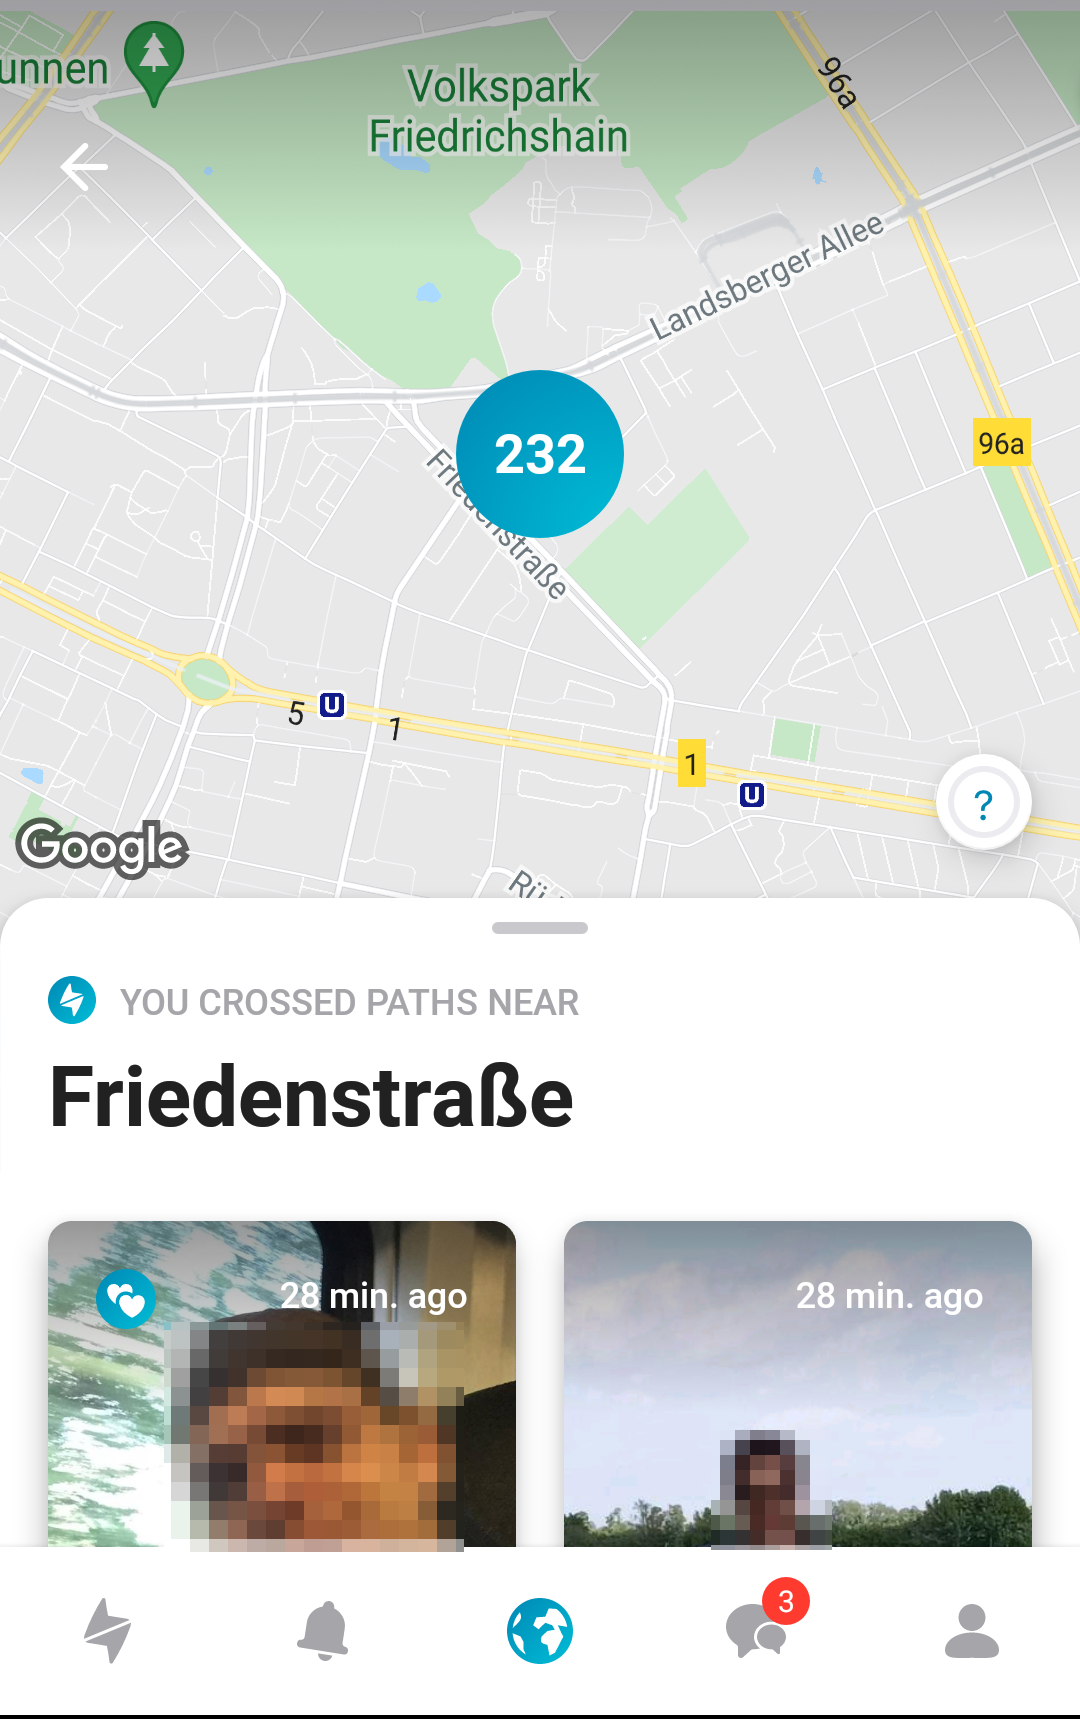 unnen
Volkspark
Friedrichshain
96a
Landsberger Allee
96a
232
Friedenstraße
5
U
1
1
U
?
Google
Rü
YOU CROSSED PATHS NEAR
Friedenstraße
28 min. ago
28 min. ago
3